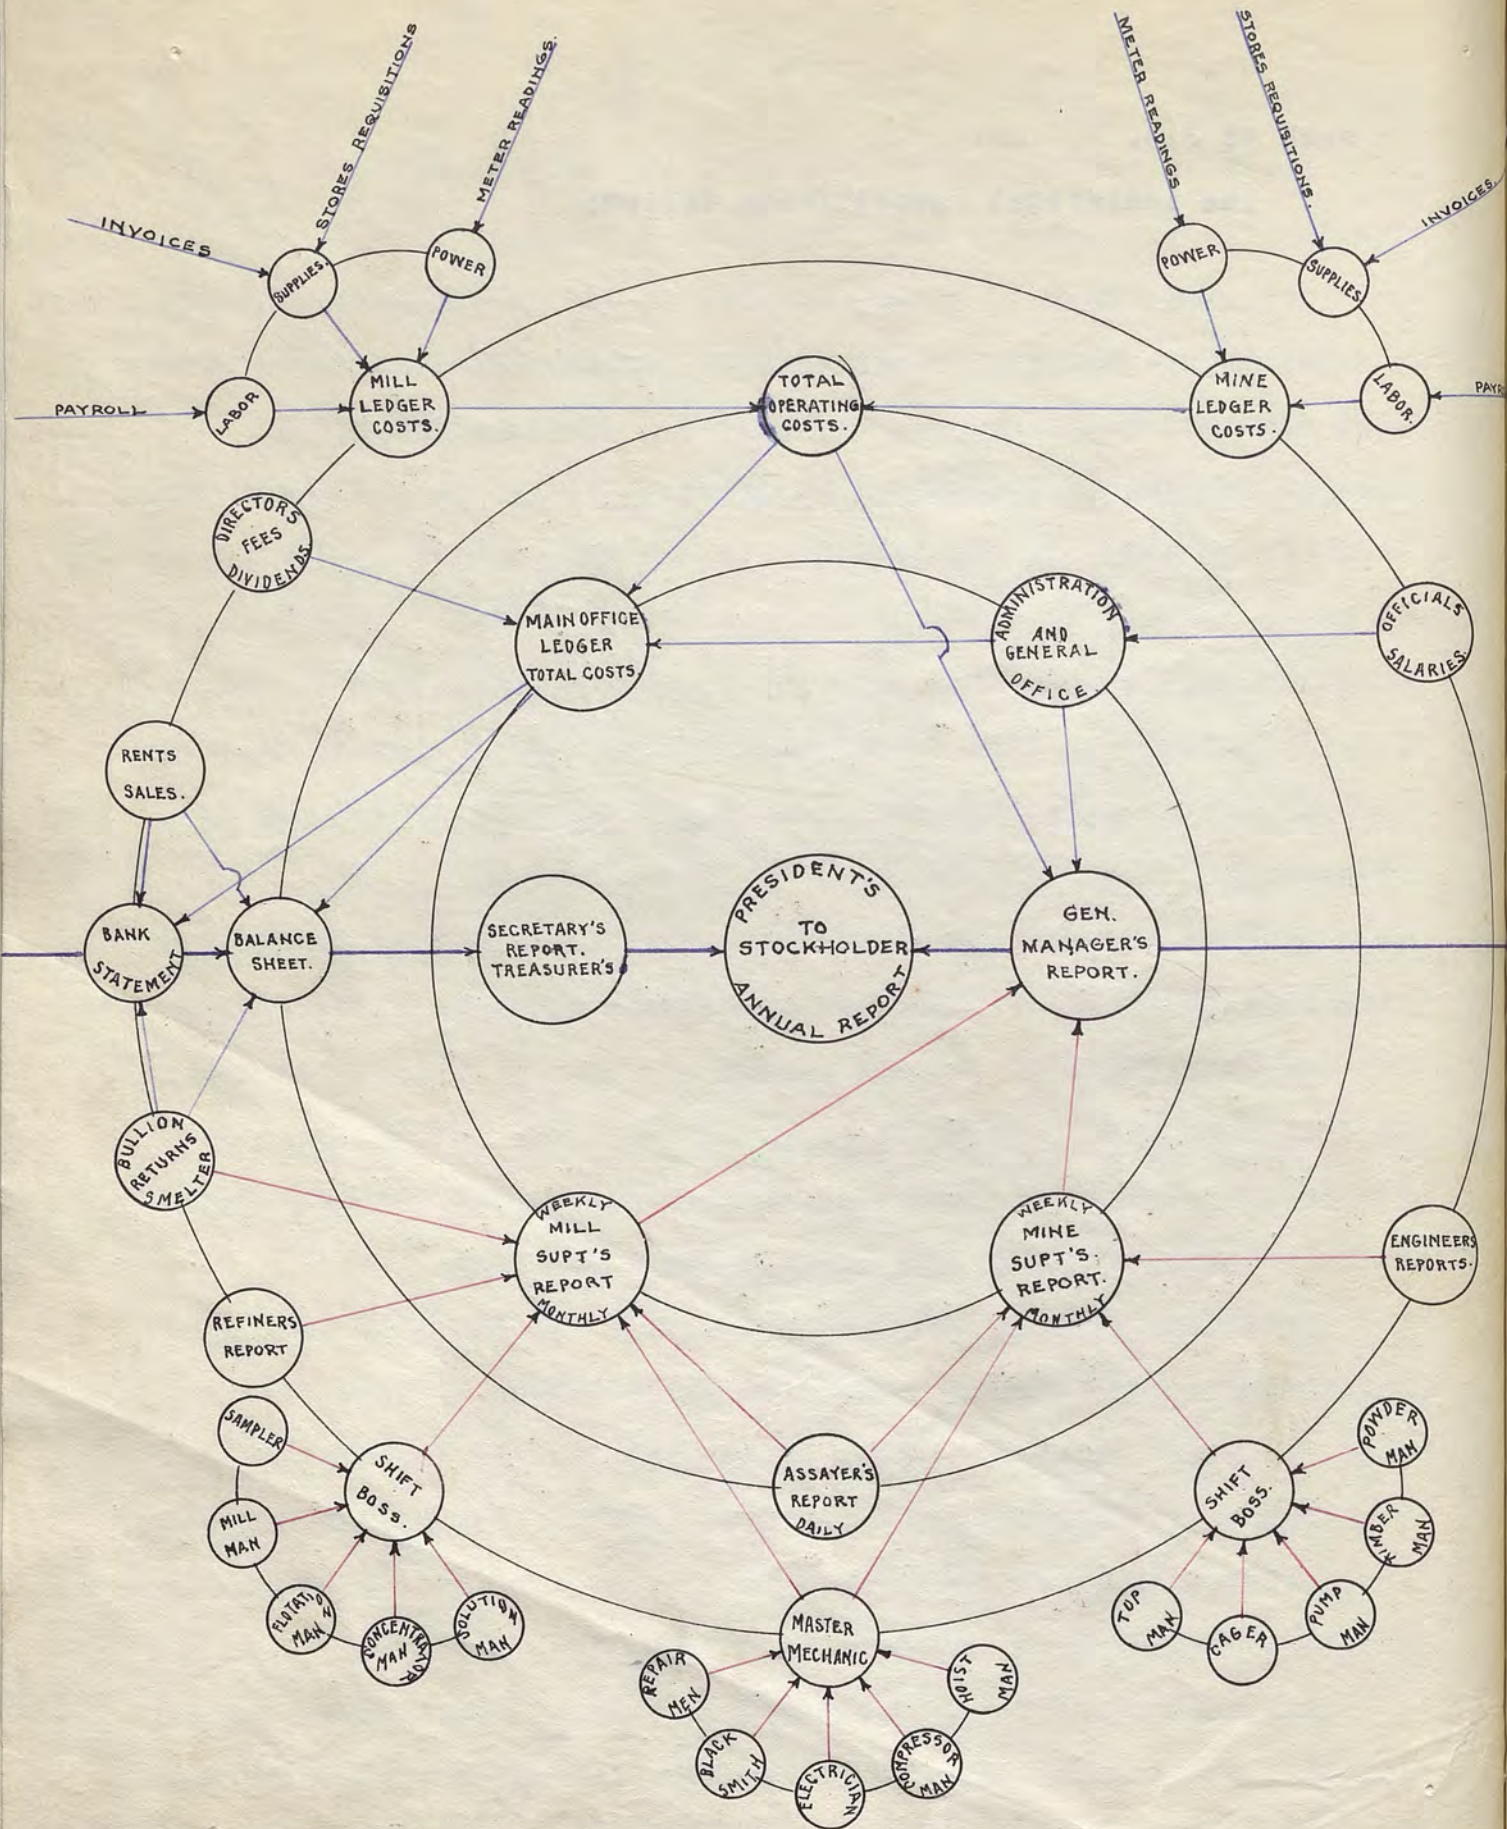 STORES REQUISITIONS
METER READINGS.
METER READINGS
STORES REQUISITIONS.
INVOICES
INVOICES.
SUPPLIES.
POWER
POWER
SUPPLIES
PAYROLL
LABOR
MILL
LEDGER
COSTS.
TOTAL
OPERATING
COSTS.
MINE
LEDGER
COSTS.
LABOR.
DIRECTORS
FEES
DIVIDENDS.
MAIN OFFICE
LEDGER
TOTAL COSTS.
ADMINISTRATION
AND
GENERAL
OFFICE.
OFFICIALS
SALARIES.
RENTS
SALES.
BANK
STATEMENT
BALANCE
SHEET.
SECRETARY'S
REPORT.
TREASURER'S
PRESIDENT'S
TO
STOCKHOLDER
ANNUAL REPORT
GEN.
MANAGER'S
REPORT.
BULLION
RETURNS
SMELTER
WEEKLY
MILL
SUPT'S
REPORT
MONTHLY
WEEKLY
MINE
SUPT'S.
REPORT.
MONTHLY
ENGINEERS
REPORTS.
REFINERS
REPORT
SAMPLER
MILL
MAN
FLOTATION
MAN
CONCENTRATOR
MAN
SOLUTION
MAN
SHIFT
BOSS.
ASSAYER'S
REPORT
DAILY
SHIFT
BOSS.
POWDER
MAN
TIMBER
MAN
PUMP
MAN
CAGER
TOP
MAN
MASTER
MECHANIC
REPAIR
MEN
BLACK
SMITH
ELECTRICIAN
COMPRESSOR
MAN
HOIST
MAN